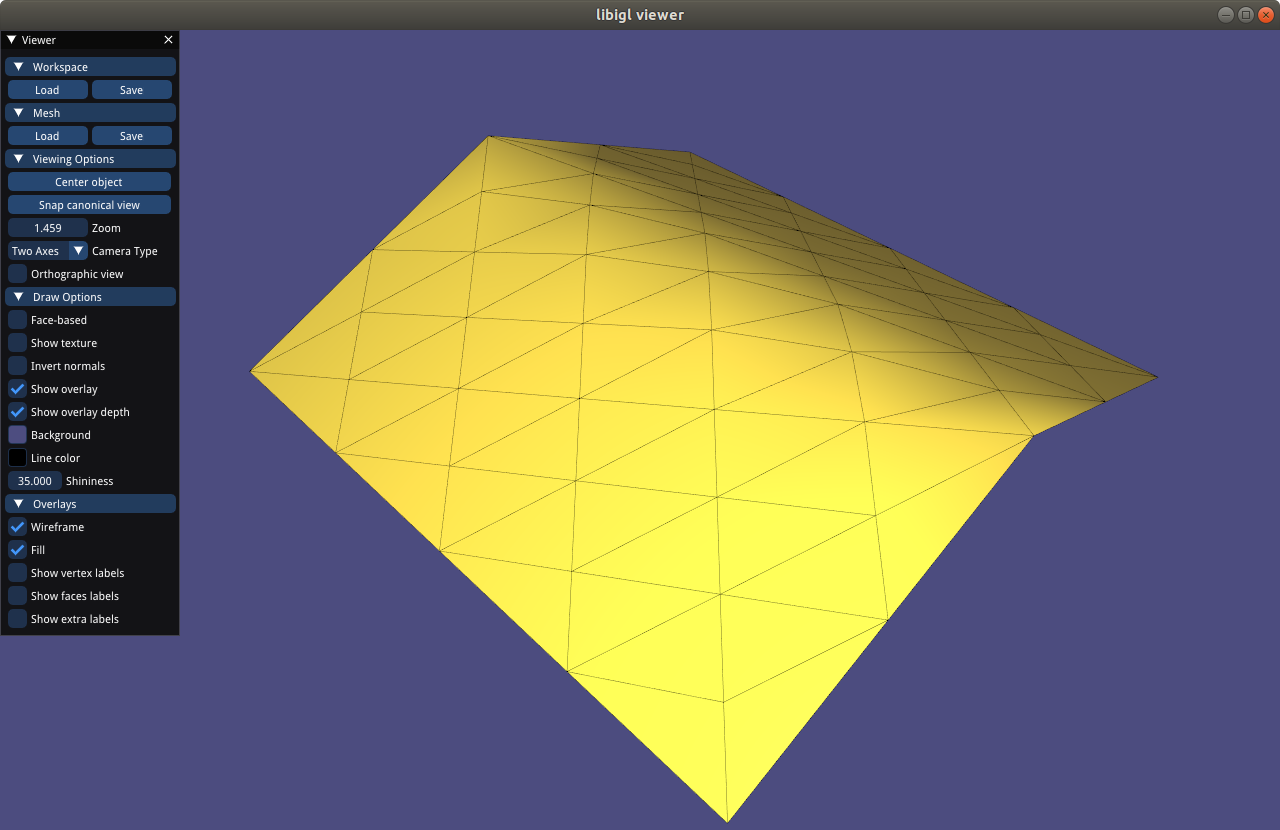 libigl viewer
Viewer
Workspace
Load Save
Mesh
Load Save
Viewing Options
Center object
Snap canonical view
1.459 Zoom
Two Axes Camera Type
Orthographic view
Draw Options
Face-based
Show texture
Invert normals
Show overlay
Show overlay depth
Background
Line color
35.000 Shininess
Overlays
Wireframe
Fill
Show vertex labels
Show faces labels
Show extra labels